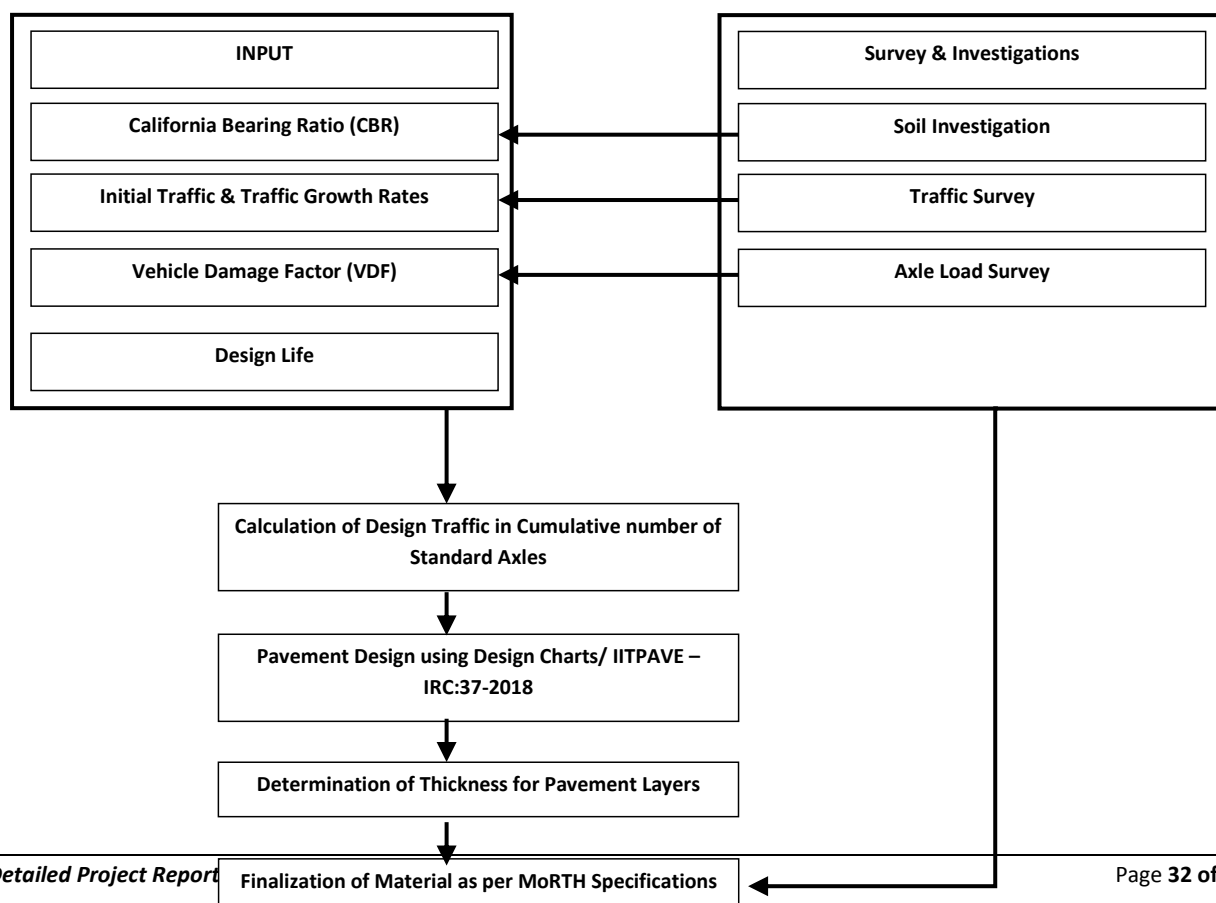 INPUT
California Bearing Ratio (CBR)
Initial Traffic & Traffic Growth Rates
Vehicle Damage Factor (VDF)
Design Life
Survey & Investigations
Soil Investigation
Traffic Survey
Axle Load Survey
Calculation of Design Traffic in Cumulative number of
Standard Axles
Pavement Design using Design Charts/ IITPAVE –
IRC:37-2018
Determination of Thickness for Pavement Layers
Finalization of Material as per MoRTH Specifications
Detailed Project Report
Page 32 of